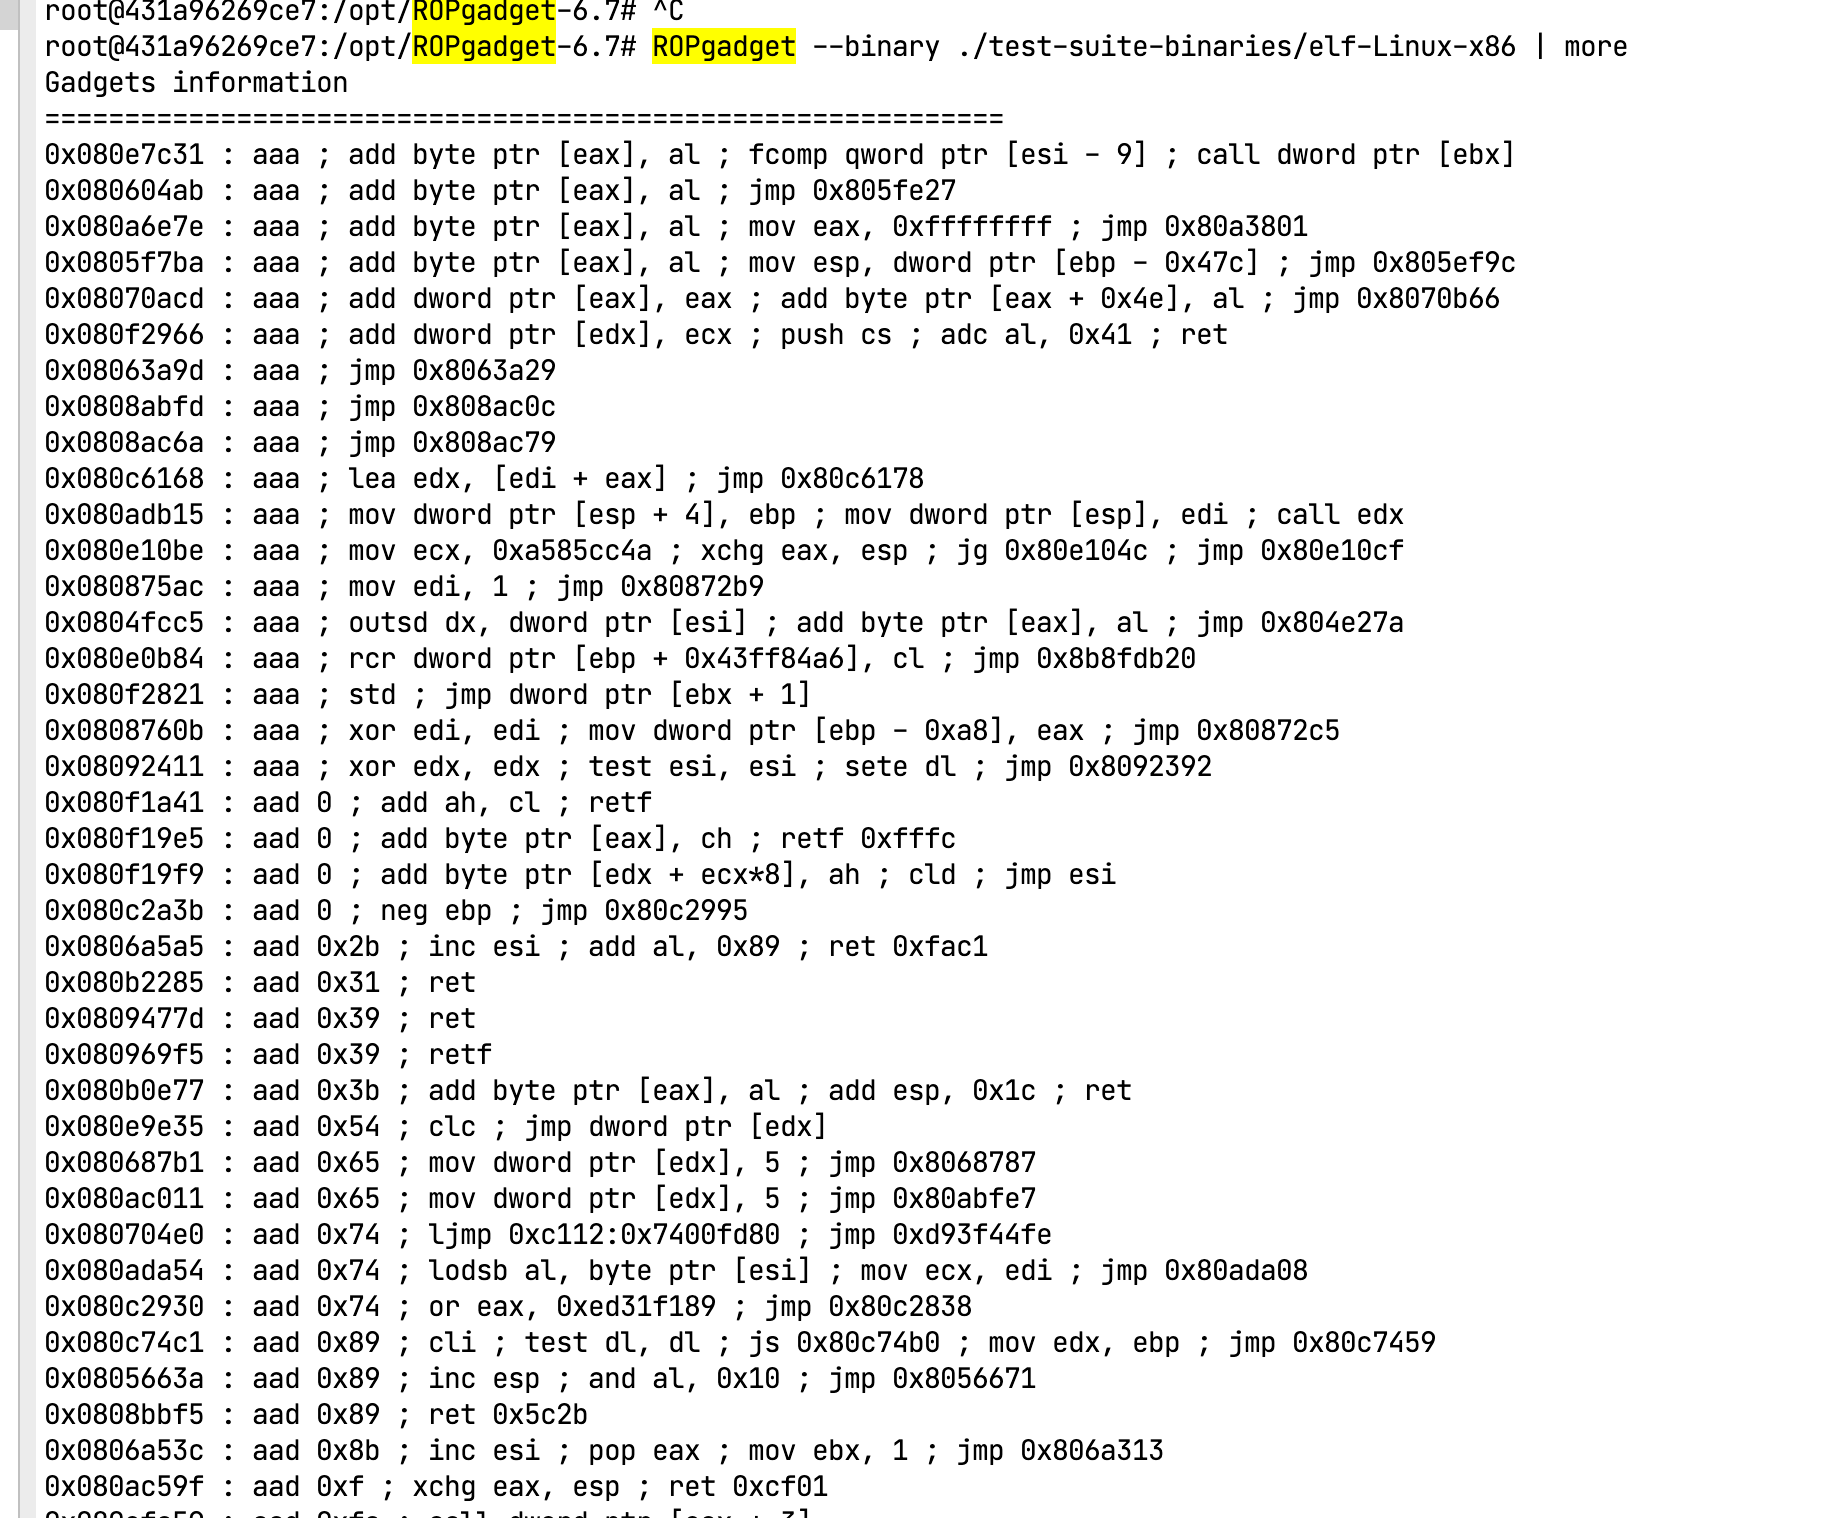 root@431a96269ce7:/opt/ROPgadget-6.7# ^C
root@431a96269ce7:/opt/ROPgadget-6.7# ROPgadget --binary ./test-suite-binaries/elf-Linux-x86 | more
Gadgets information
============================================================
0x080e7c31 : aaa ; add byte ptr [eax], al ; fcomp qword ptr [esi - 9] ; call dword ptr [ebx]
0x080604ab : aaa ; add byte ptr [eax], al ; jmp 0x805fe27
0x080a6e7e : aaa ; add byte ptr [eax], al ; mov eax, 0xffffffff ; jmp 0x80a3801
0x0805f7ba : aaa ; add byte ptr [eax], al ; mov esp, dword ptr [ebp - 0x47c] ; jmp 0x805ef9c
0x08070acd : aaa ; add dword ptr [eax], eax ; add byte ptr [eax + 0x4e], al ; jmp 0x8070b66
0x080f2966 : aaa ; add dword ptr [edx], ecx ; push cs ; adc al, 0x41 ; ret
0x08063a9d : aaa ; jmp 0x8063a29
0x0808abfd : aaa ; jmp 0x808ac0c
0x0808ac6a : aaa ; jmp 0x808ac79
0x080c6168 : aaa ; lea edx, [edi + eax] ; jmp 0x80c6178
0x080adb15 : aaa ; mov dword ptr [esp + 4], ebp ; mov dword ptr [esp], edi ; call edx
0x080e10be : aaa ; mov ecx, 0xa585cc4a ; xchg eax, esp ; jg 0x80e104c ; jmp 0x80e10cf
0x080875ac : aaa ; mov edi, 1 ; jmp 0x80872b9
0x0804fcc5 : aaa ; outsd dx, dword ptr [esi] ; add byte ptr [eax], al ; jmp 0x804e27a
0x080e0b84 : aaa ; rcr dword ptr [ebp + 0x43ff84a6], cl ; jmp 0x8b8fdb20
0x080f2821 : aaa ; std ; jmp dword ptr [ebx + 1]
0x0808760b : aaa ; xor edi, edi ; mov dword ptr [ebp - 0xa8], eax ; jmp 0x80872c5
0x08092411 : aaa ; xor edx, edx ; test esi, esi ; sete dl ; jmp 0x8092392
0x080f1a41 : aad 0 ; add ah, cl ; retf
0x080f19e5 : aad 0 ; add byte ptr [eax], ch ; retf 0xfffc
0x080f19f9 : aad 0 ; add byte ptr [edx + ecx*8], ah ; cld ; jmp esi
0x080c2a3b : aad 0 ; neg ebp ; jmp 0x80c2995
0x0806a5a5 : aad 0x2b ; inc esi ; add al, 0x89 ; ret 0xfac1
0x080b2285 : aad 0x31 ; ret
0x0809477d : aad 0x39 ; ret
0x080969f5 : aad 0x39 ; retf
0x080b0e77 : aad 0x3b ; add byte ptr [eax], al ; add esp, 0x1c ; ret
0x080e9e35 : aad 0x54 ; clc ; jmp dword ptr [edx]
0x080687b1 : aad 0x65 ; mov dword ptr [edx], 5 ; jmp 0x8068787
0x080ac011 : aad 0x65 ; mov dword ptr [edx], 5 ; jmp 0x80abfe7
0x080704e0 : aad 0x74 ; ljmp 0xc112:0x7400fd80 ; jmp 0xd93f44fe
0x080ada54 : aad 0x74 ; lodsb al, byte ptr [esi] ; mov ecx, edi ; jmp 0x80ada08
0x080c2930 : aad 0x74 ; or eax, 0xed31f189 ; jmp 0x80c2838
0x080c74c1 : aad 0x89 ; cli ; test dl, dl ; js 0x80c74b0 ; mov edx, ebp ; jmp 0x80c7459
0x0805663a : aad 0x89 ; inc esp ; and al, 0x10 ; jmp 0x8056671
0x0808bbf5 : aad 0x89 ; ret 0x5c2b
0x0806a53c : aad 0x8b ; inc esi ; pop eax ; mov ebx, 1 ; jmp 0x806a313
0x080ac59f : aad 0xf ; xchg eax, esp ; ret 0xcf01